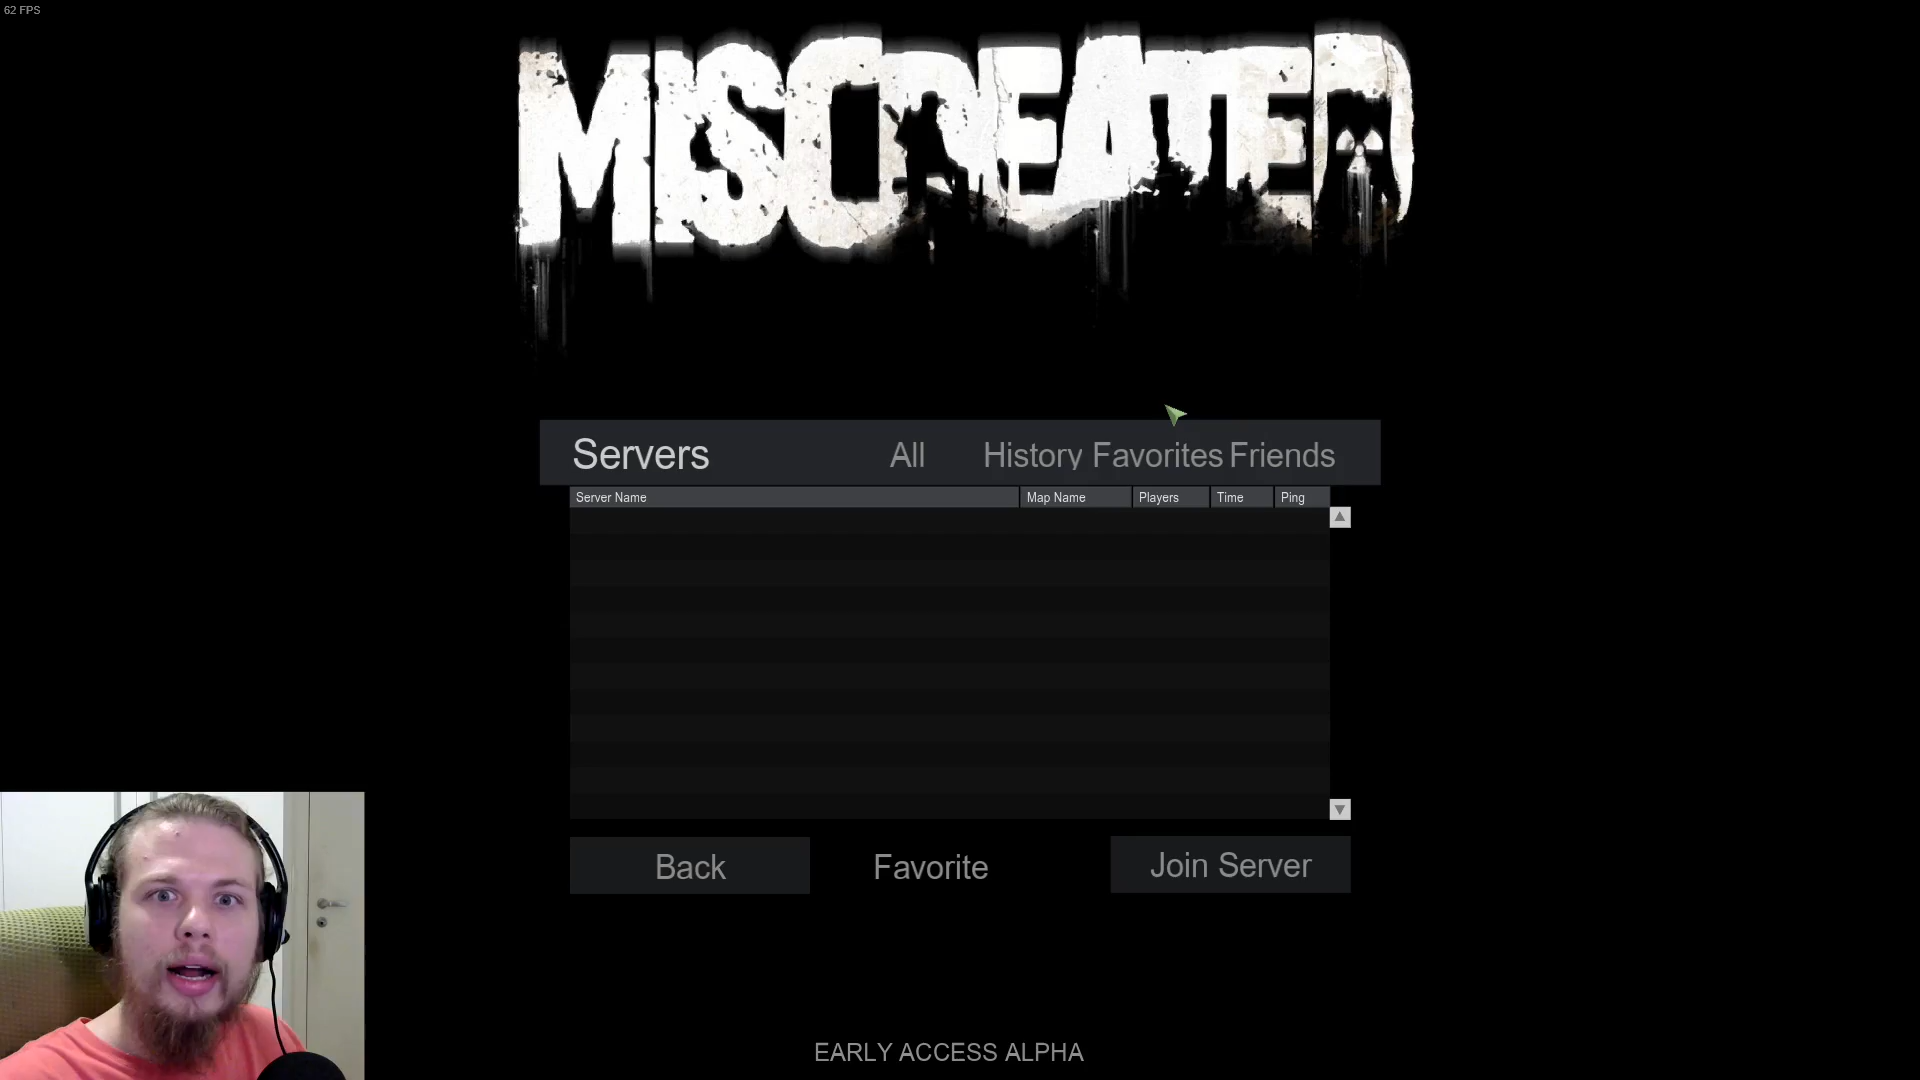 62 FPS
MISCREATED
Servers All History Favorites Friends
Server Name Map Name Players Time Ping
Back Favorite Join Server
EARLY ACCESS ALPHA